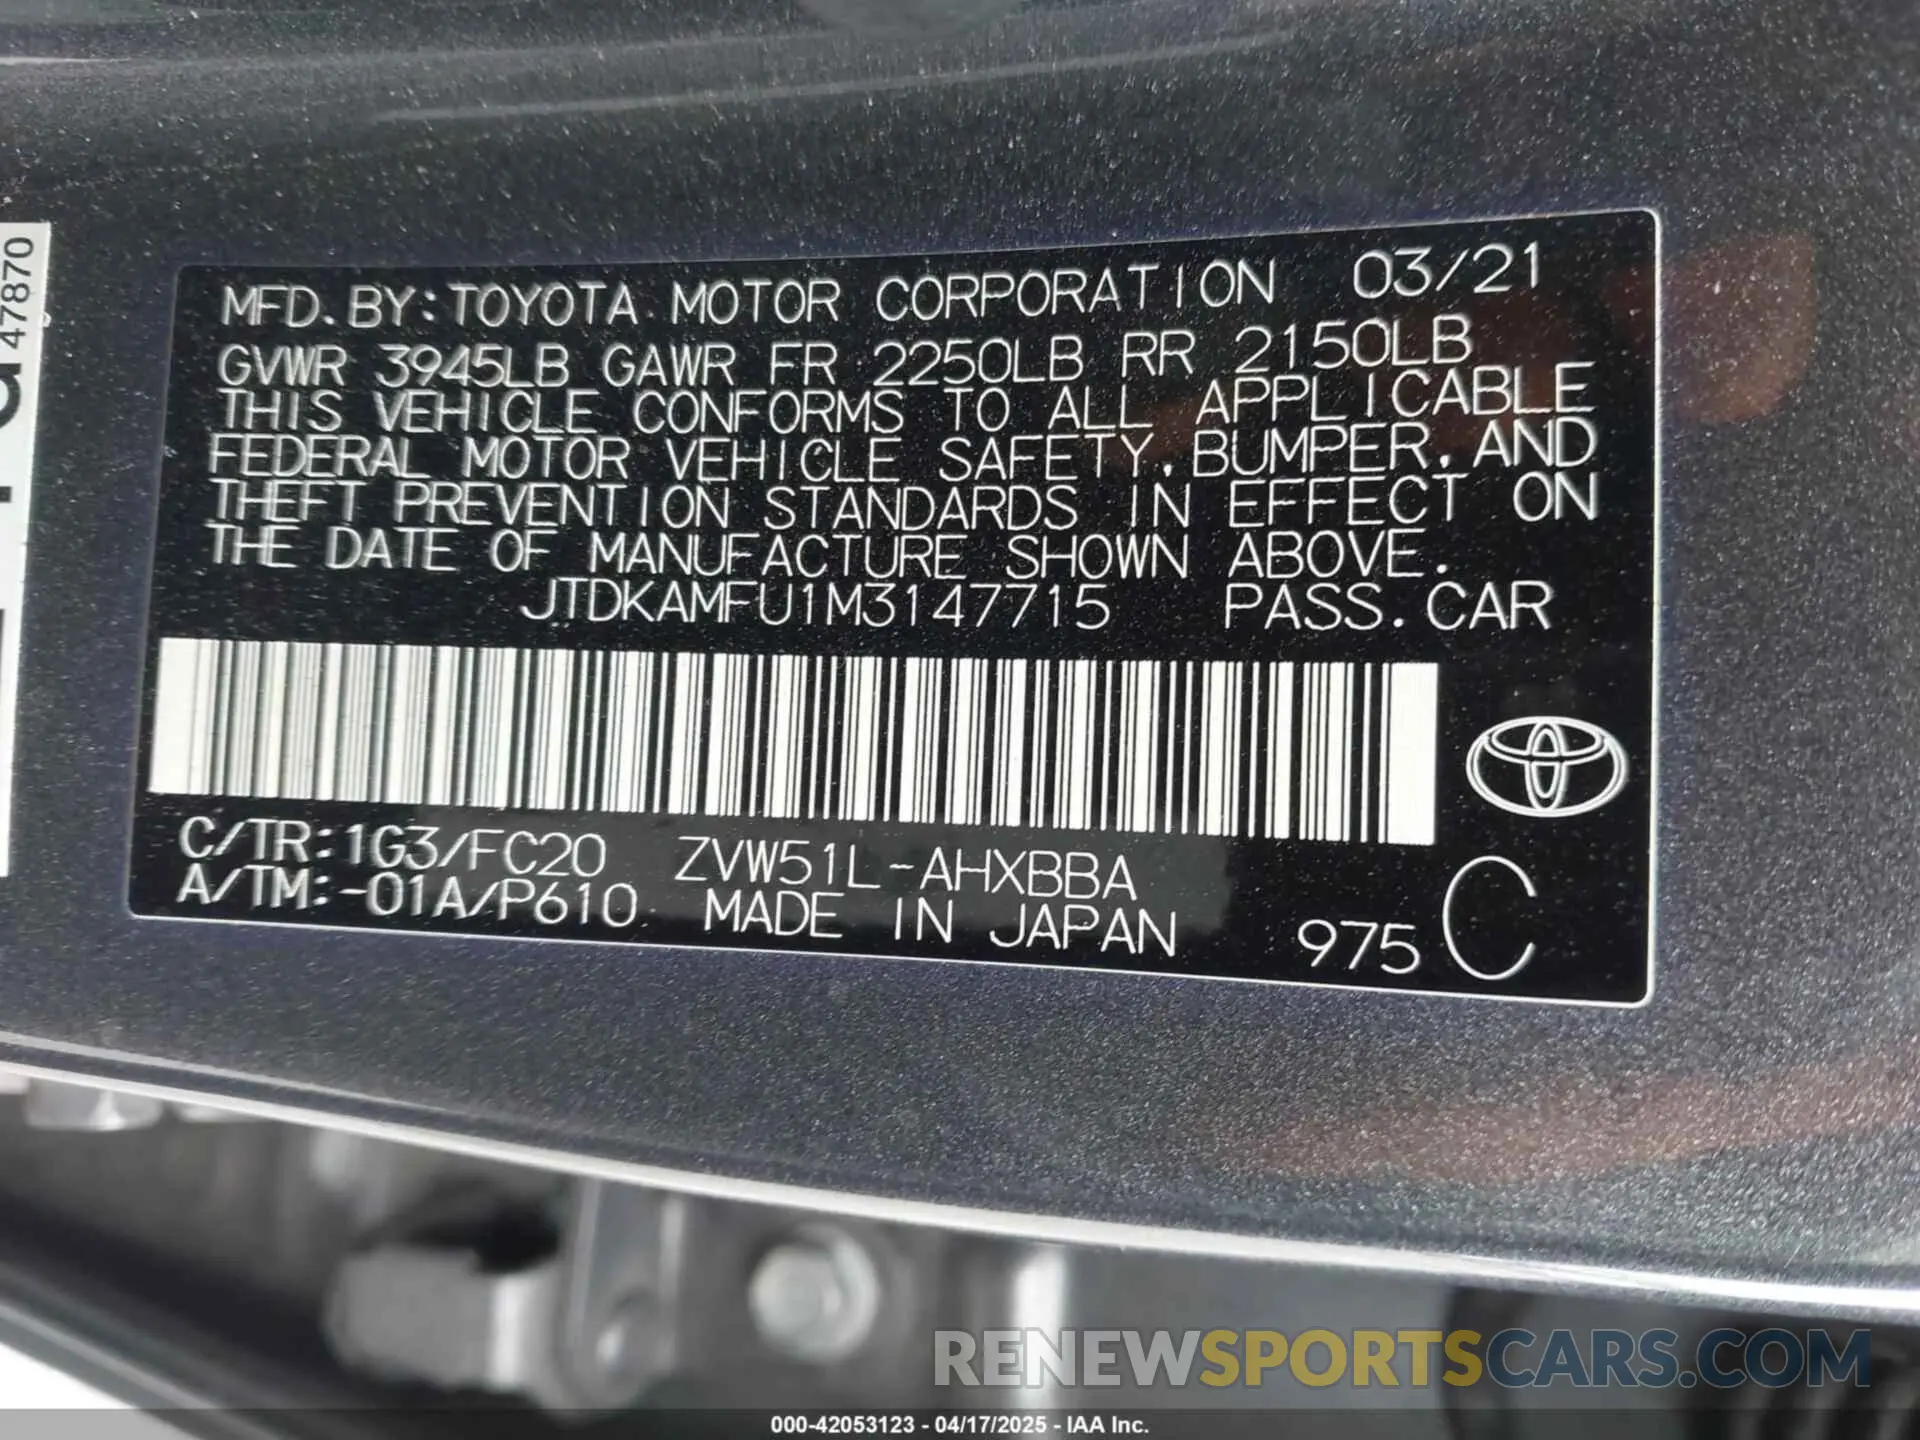 MFD.BY:TOYOTA MOTOR CORPORATION 03/21
GVWR 3945LB GAWR FR 2250LB RR 2150LB
THIS VEHICLE CONFORMS TO ALL APPLICABLE
FEDERAL MOTOR VEHICLE SAFETY,BUMPER,AND
THEFT PREVENTION STANDARDS IN EFFECT ON
THE DATE OF MANUFACTURE SHOWN ABOVE.
JTDKAMFU1M3147715 PASS.CAR
C/TR:1G3/FC20 ZVW51L-AHXBBA
A/TM:-01A/P610 MADE IN JAPAN 975 C
47870
RENEWSPORTSCARS.COM
000-42053123 - 04/17/2025 - IAA Inc.